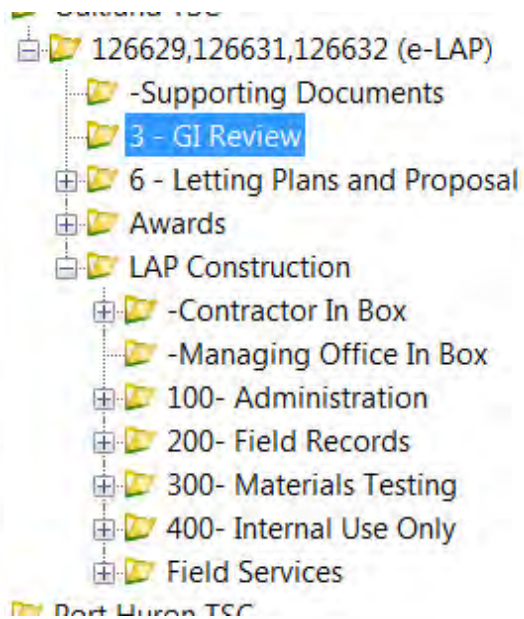 Oakland TSC
126629,126631,126632 (e-LAP)
-Supporting Documents
3 - GI Review
6 - Letting Plans and Proposal
Awards
LAP Construction
-Contractor In Box
-Managing Office In Box
100- Administration
200- Field Records
300- Materials Testing
400- Internal Use Only
Field Services
Port Huron TSC